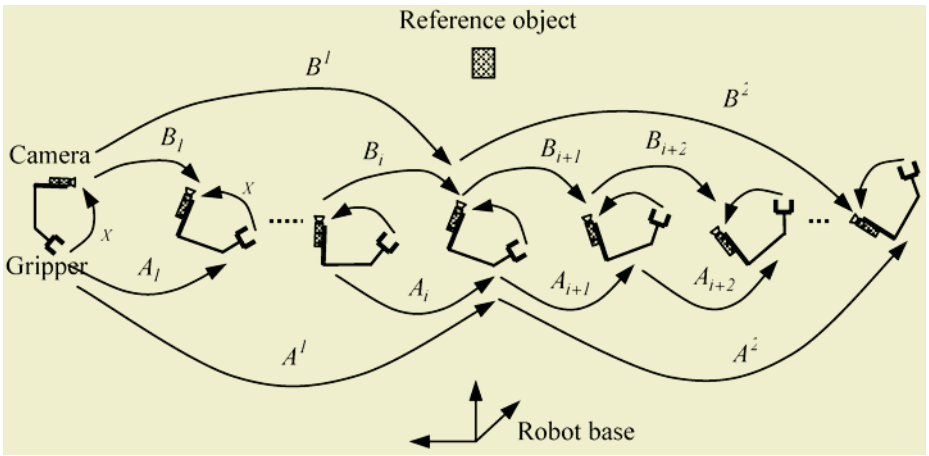 Reference object
B^1
B^2
B_1
B_i
B_{i+1}
B_{i+2}
Camera
X
X
Gripper
A_1
A_i
A_{i+1}
A_{i+2}
A^1
A^2
Robot base